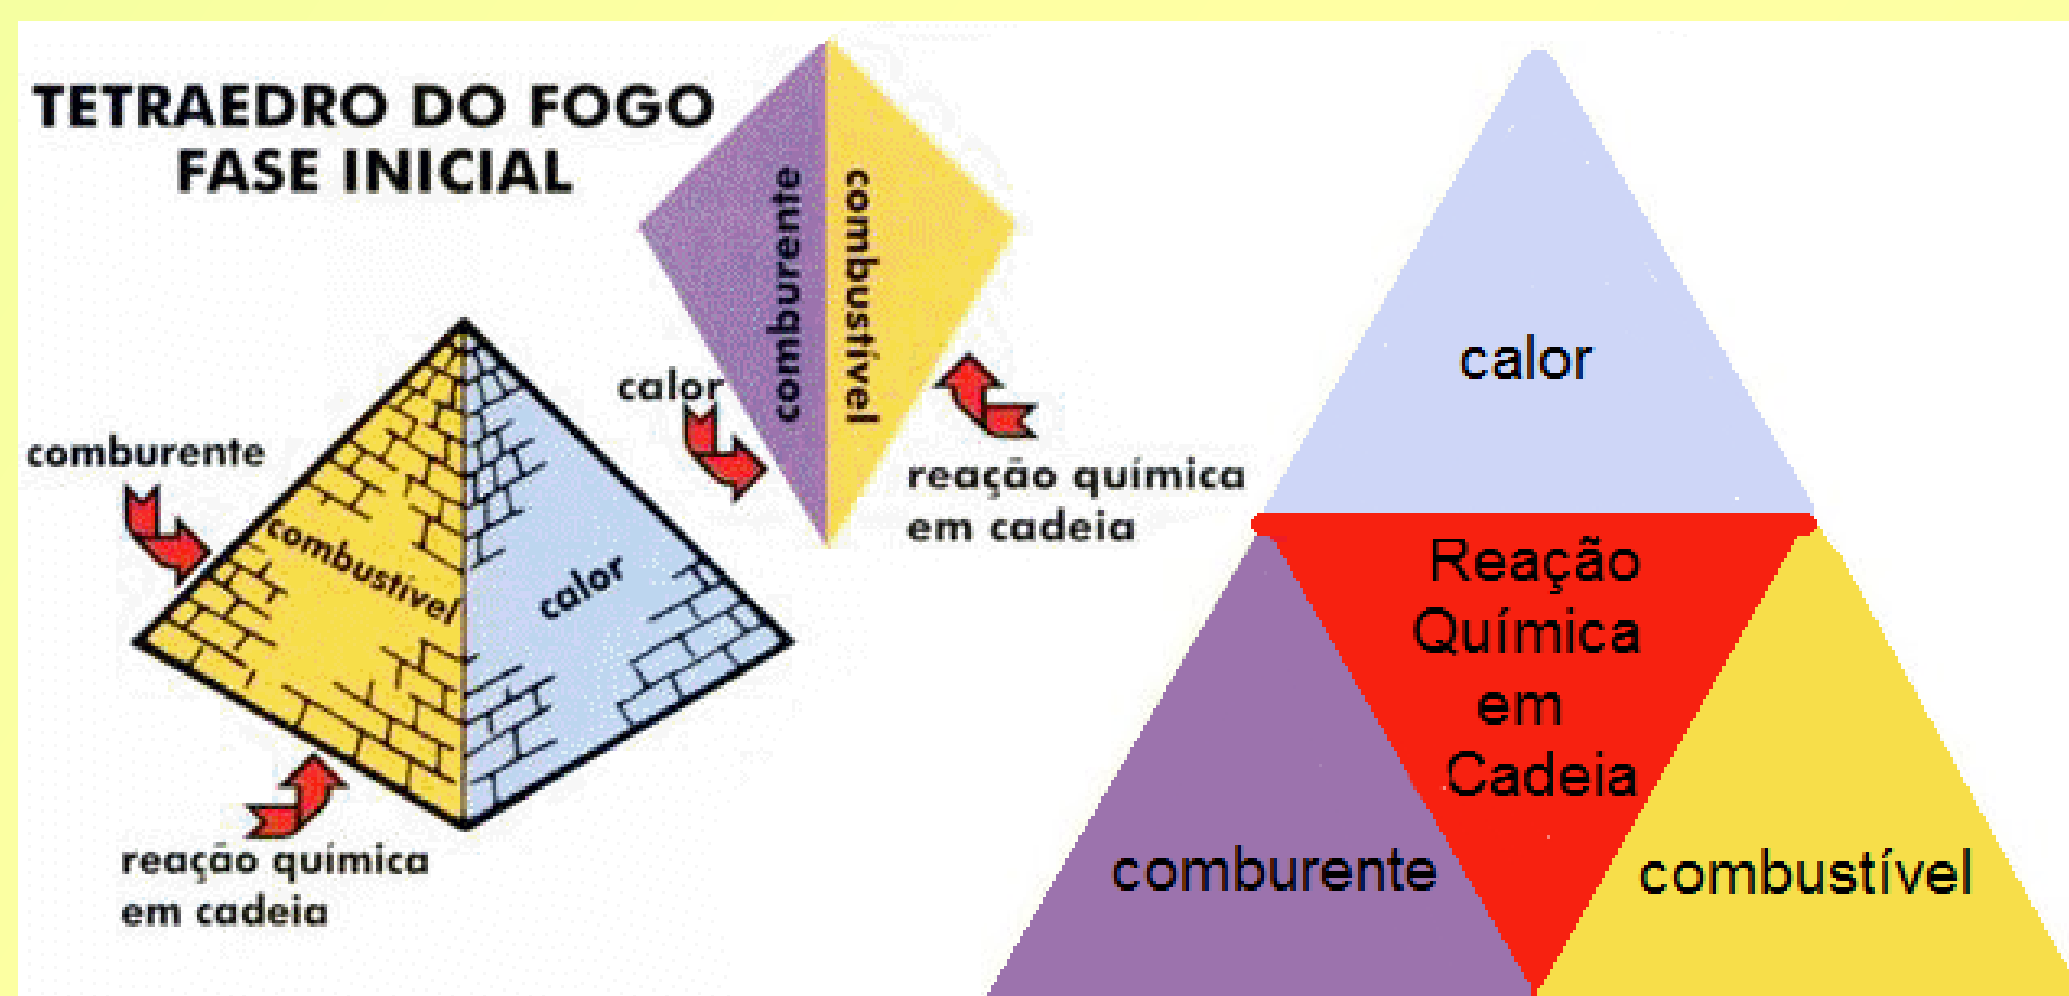 TETRAEDRO DO FOGO
FASE INICIAL
comburente
combustível
calor
reação química
em cadeia
comburente
combustível
calor
reação química
em cadeia
calor
Reação
Química
em
Cadeia
comburente
combustível